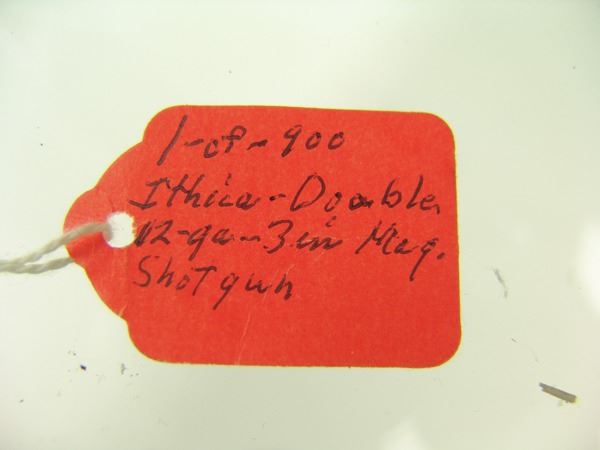 1-of-900
Ithica-Double
12-ga-3in Mag.
Shotgun